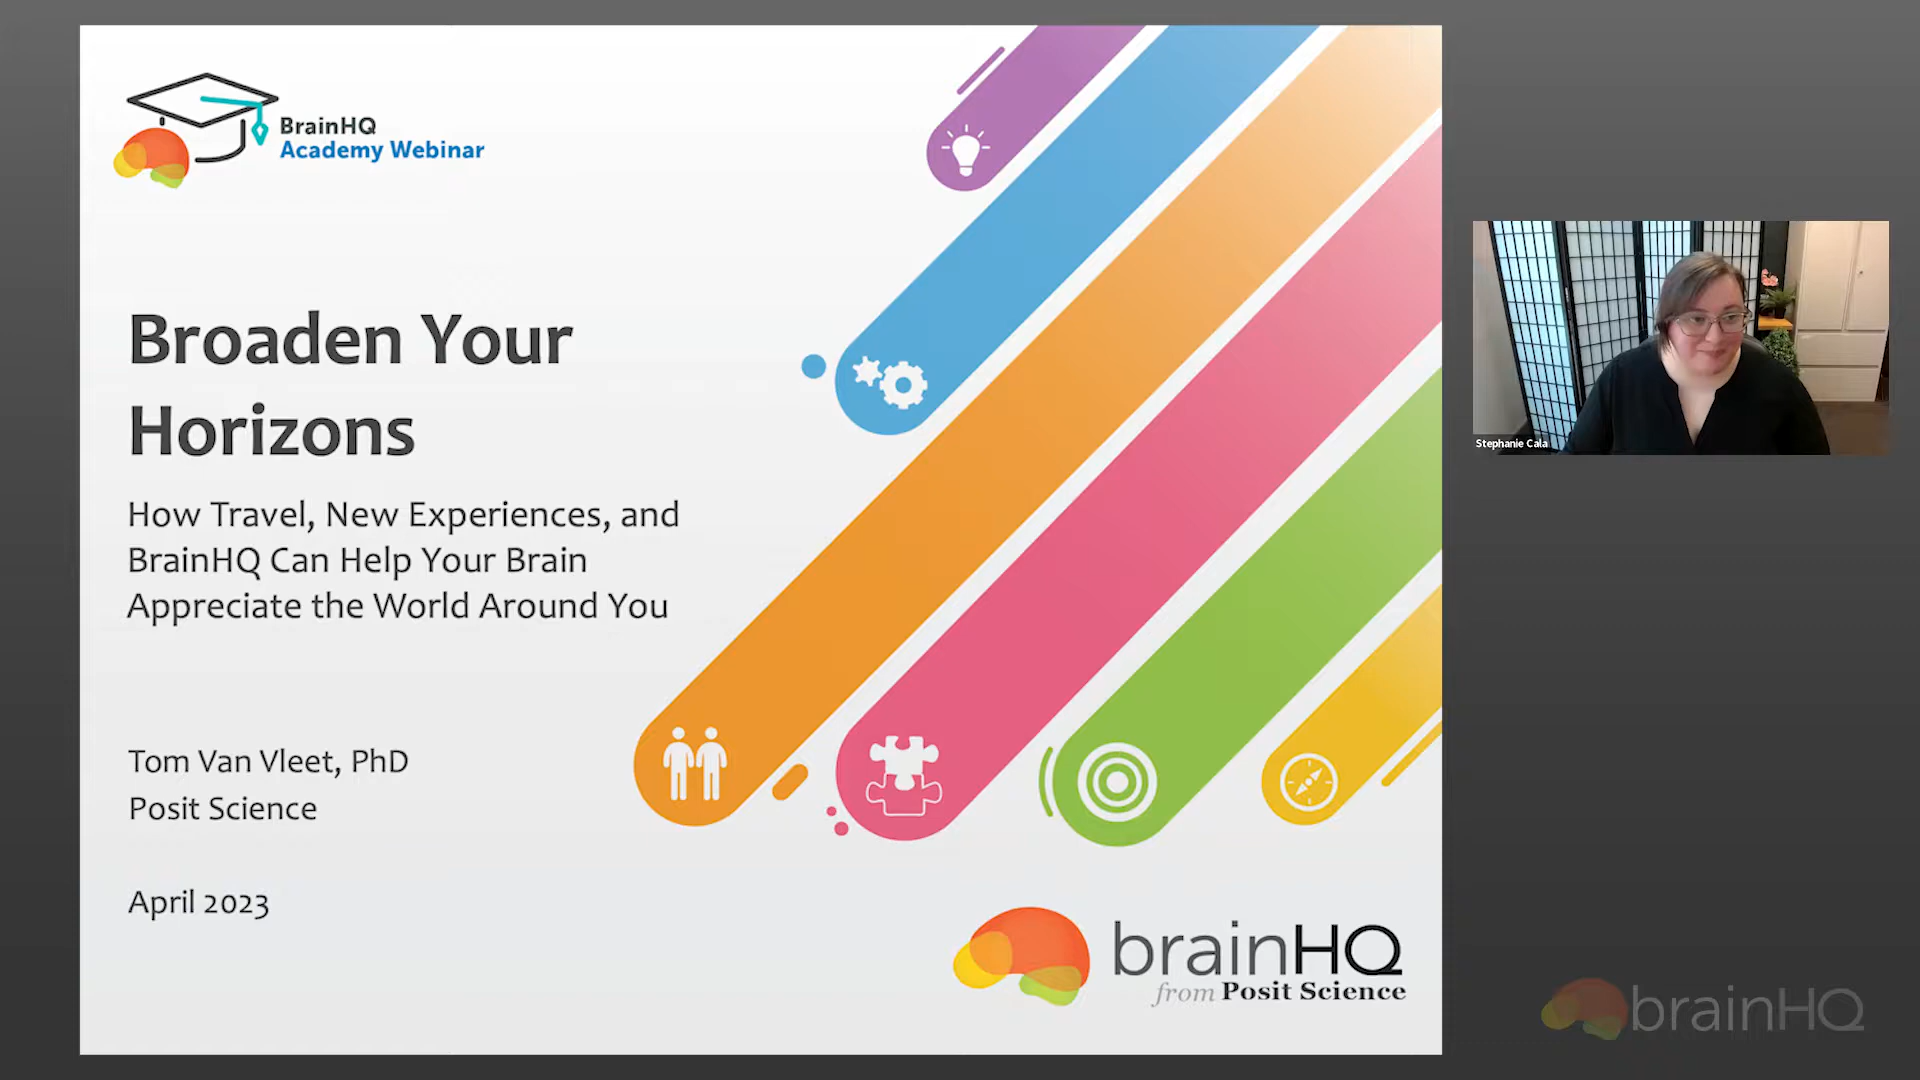 BrainHQ
Academy Webinar
Broaden Your
Horizons
How Travel, New Experiences, and
BrainHQ Can Help Your Brain
Appreciate the World Around You
Tom Van Vleet, PhD
Posit Science
April 2023
brainHQ
from Posit Science
Stephanie Cala
brainHQ